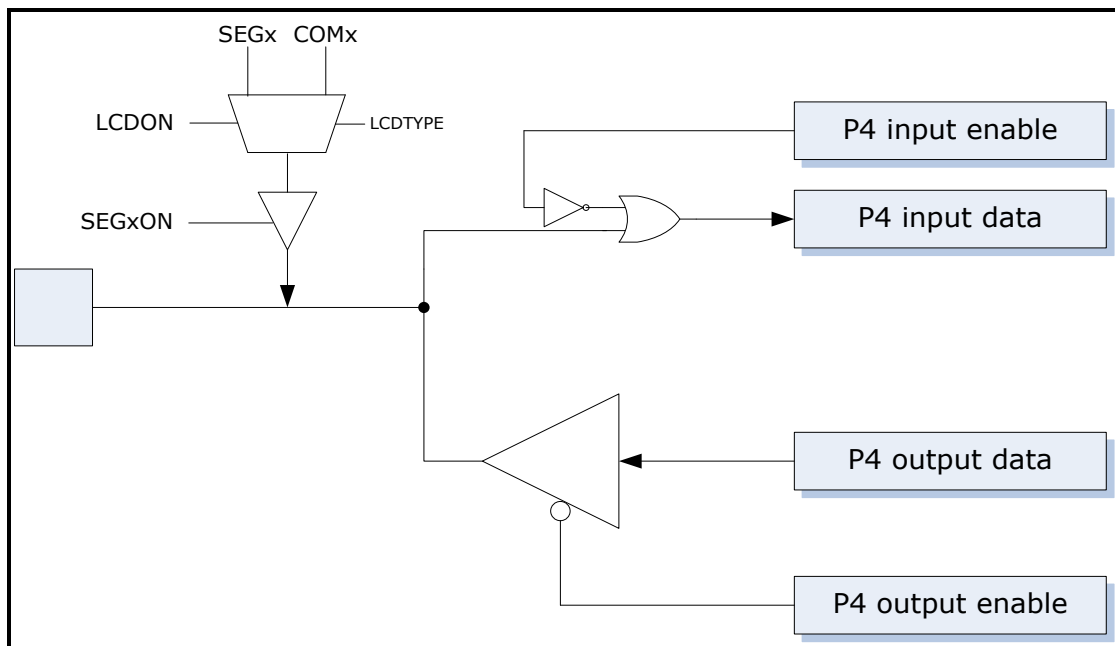 SEGx COMx
LCDON
LCDTYPE
SEGxON
P4 input enable
P4 input data
P4 output data
P4 output enable